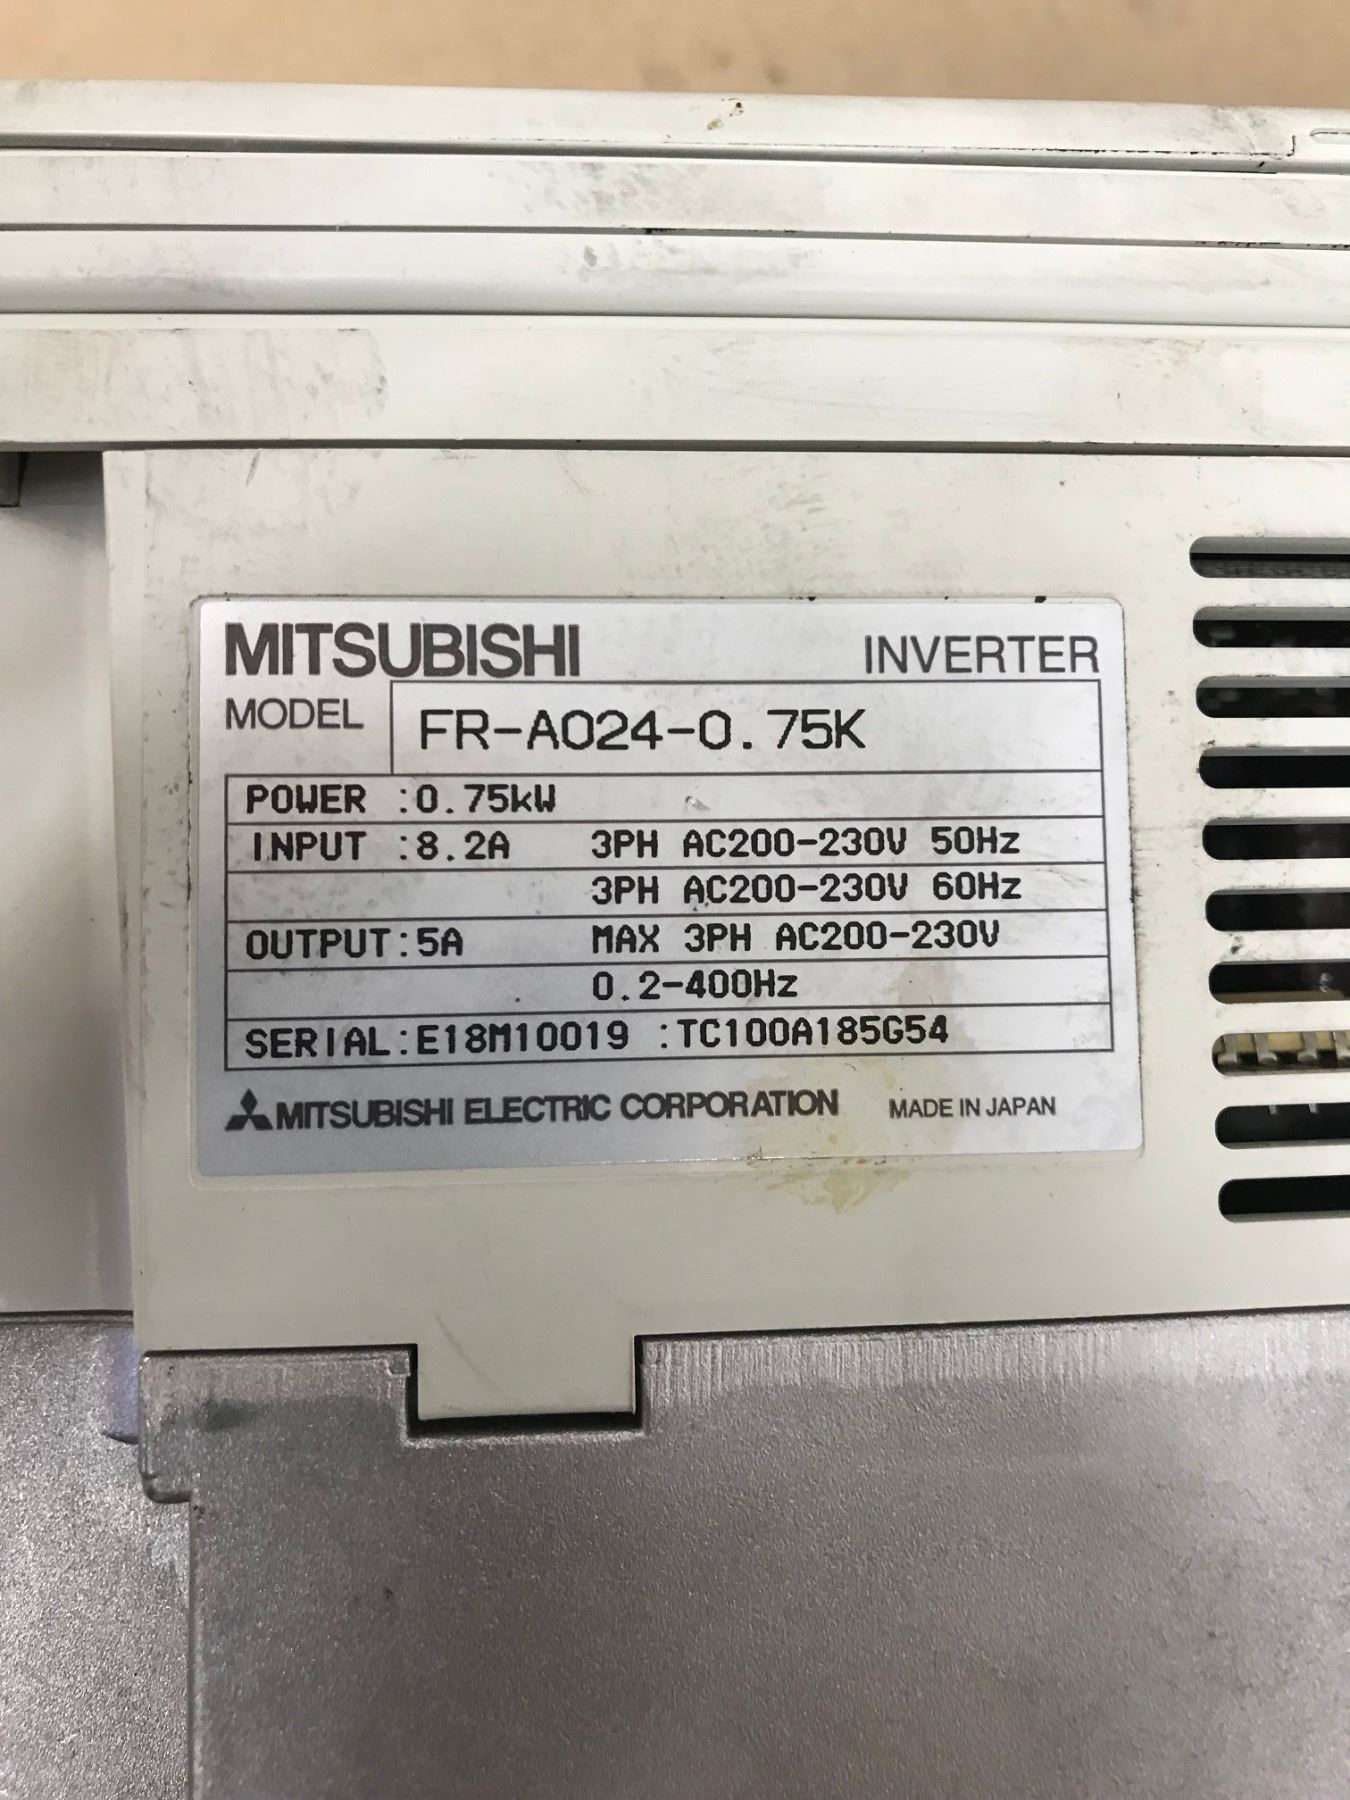 MITSUBISHI INVERTER
MODEL FR-A024-0.75K
POWER :0.75kW
INPUT :8.2A 3PH AC200-230V 50Hz
3PH AC200-230V 60Hz
OUTPUT:5A MAX 3PH AC200-230V
0.2-400Hz
SERIAL:E18M10019 :TC100A185G54
MITSUBISHI ELECTRIC CORPORATION MADE IN JAPAN